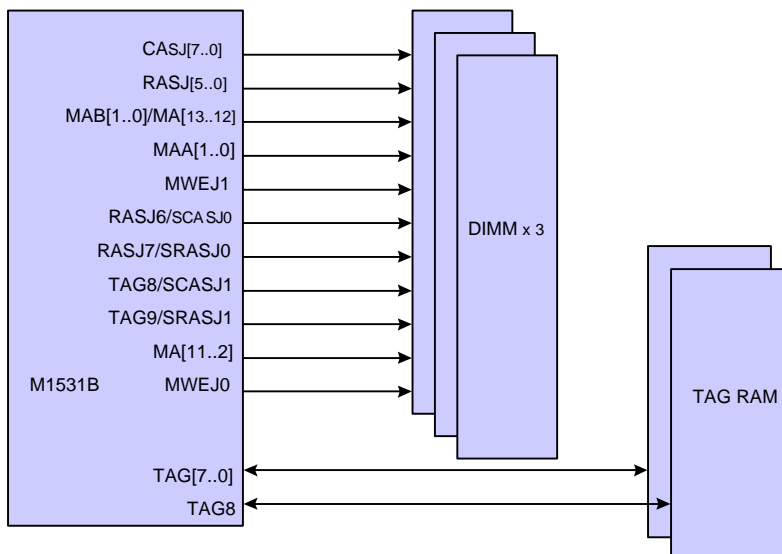 CASJ[7..0]
RASJ[5..0]
MAB[1..0]/MA[13..12]
MAA[1..0]
MWEJ1
RASJ6/SCASJ0
RASJ7/SRASJ0
TAG8/SCASJ1
TAG9/SRASJ1
MA[11..2]
M1531B MWEJ0
TAG[7..0]
TAG8
DIMM x 3
TAG RAM